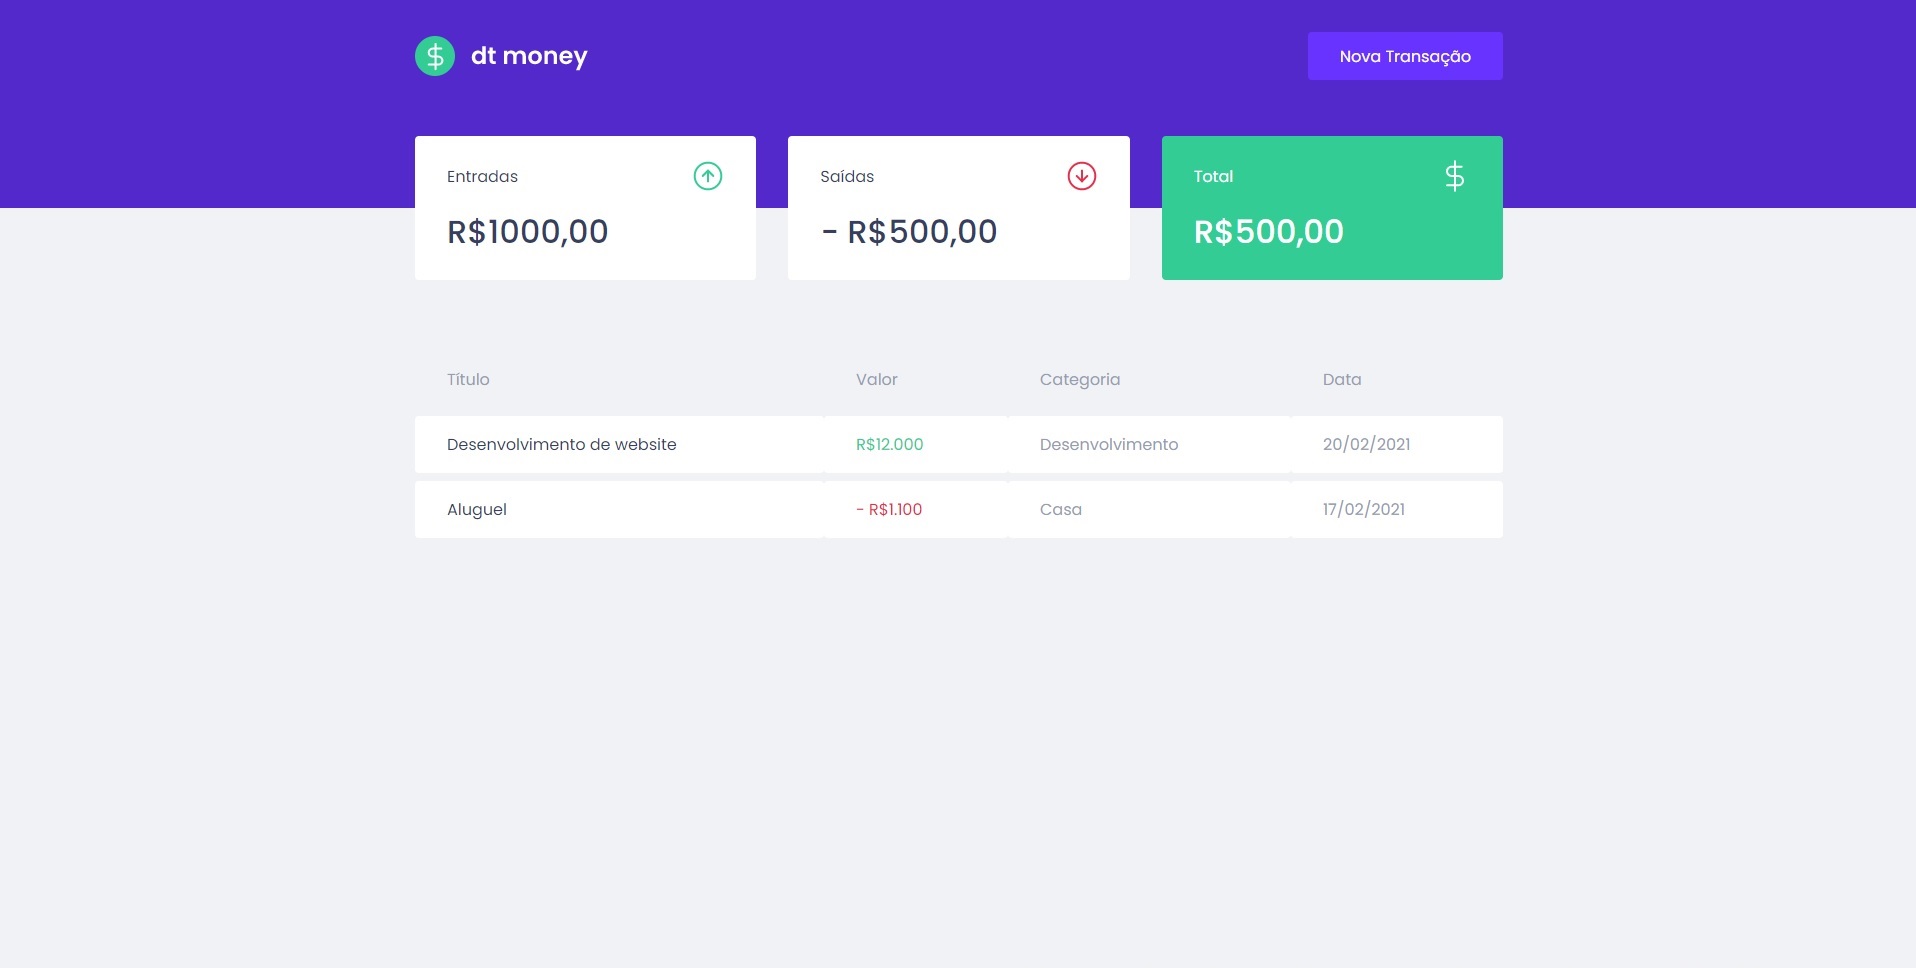 dt money
Nova Transação
Entradas
R$1000,00
Saídas
- R$500,00
Total
R$500,00
Título Valor Categoria Data
Desenvolvimento de website R$12.000 Desenvolvimento 20/02/2021
Aluguel - R$1.100 Casa 17/02/2021